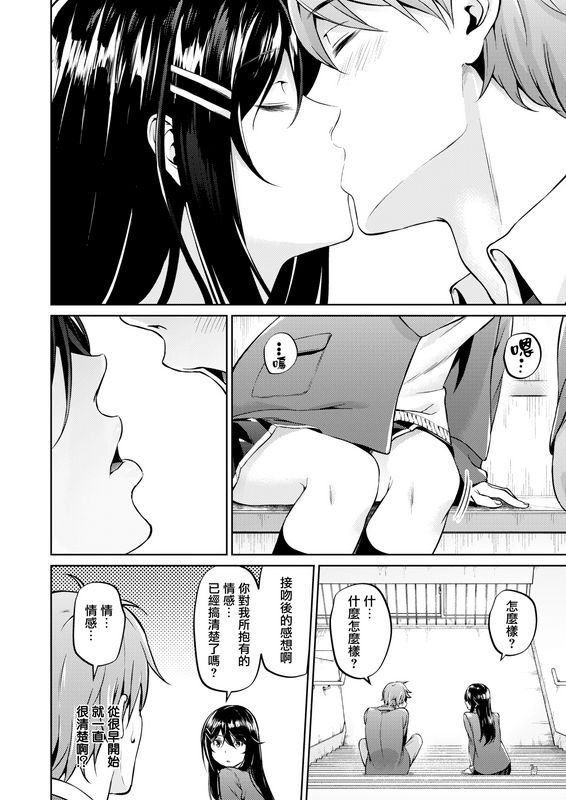 嗯…
…嗚
怎麼樣?
什…
什麼怎麼樣?
接吻後的感想啊
你對我所抱有的
情感…
已經搞清楚了嗎?
情…
情感…
從很早開始
就一直
很清楚啊!?